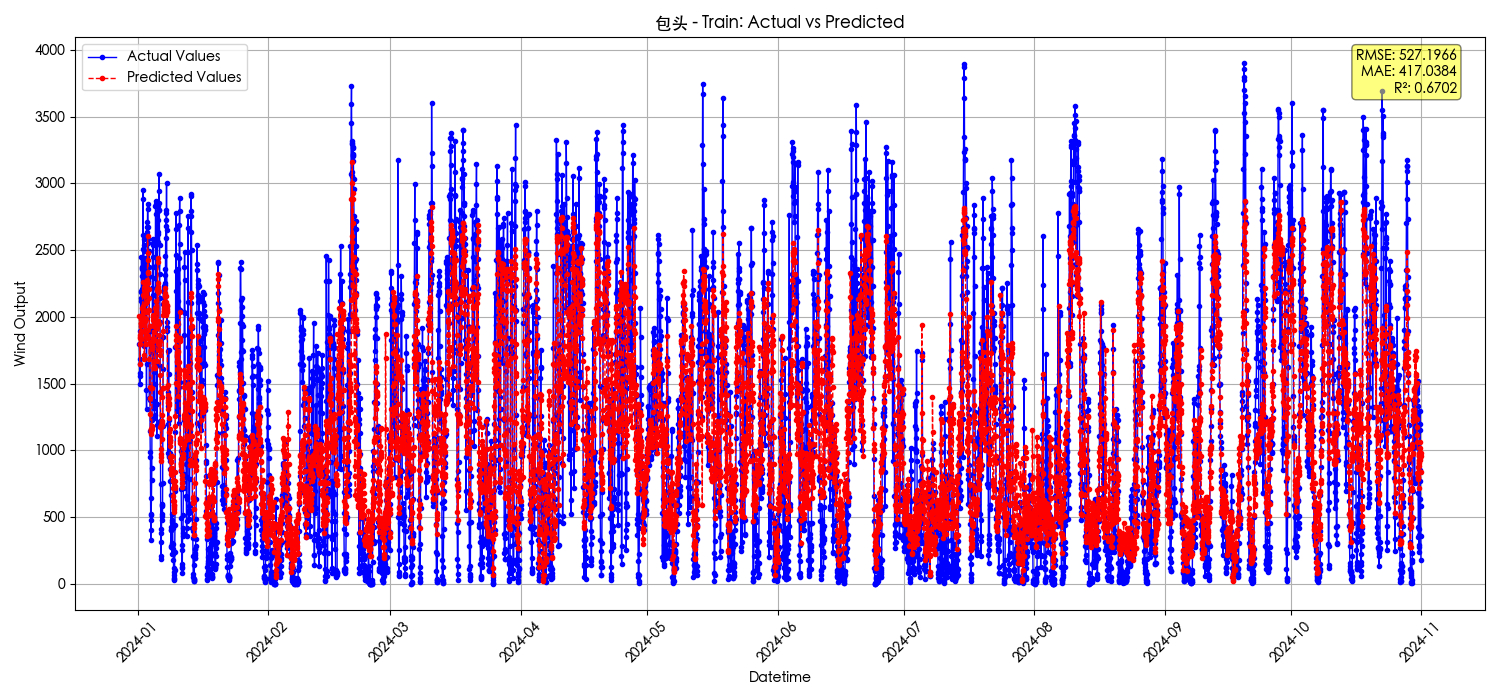 包头 - Train: Actual vs Predicted
Actual Values
Predicted Values
RMSE: 527.1966
MAE: 417.0384
R²: 0.6702
Wind Output
4000
3500
3000
2500
2000
1500
1000
500
0
2024-01
2024-02
2024-03
2024-04
2024-05
2024-06
2024-07
2024-08
2024-09
2024-10
2024-11
Datetime